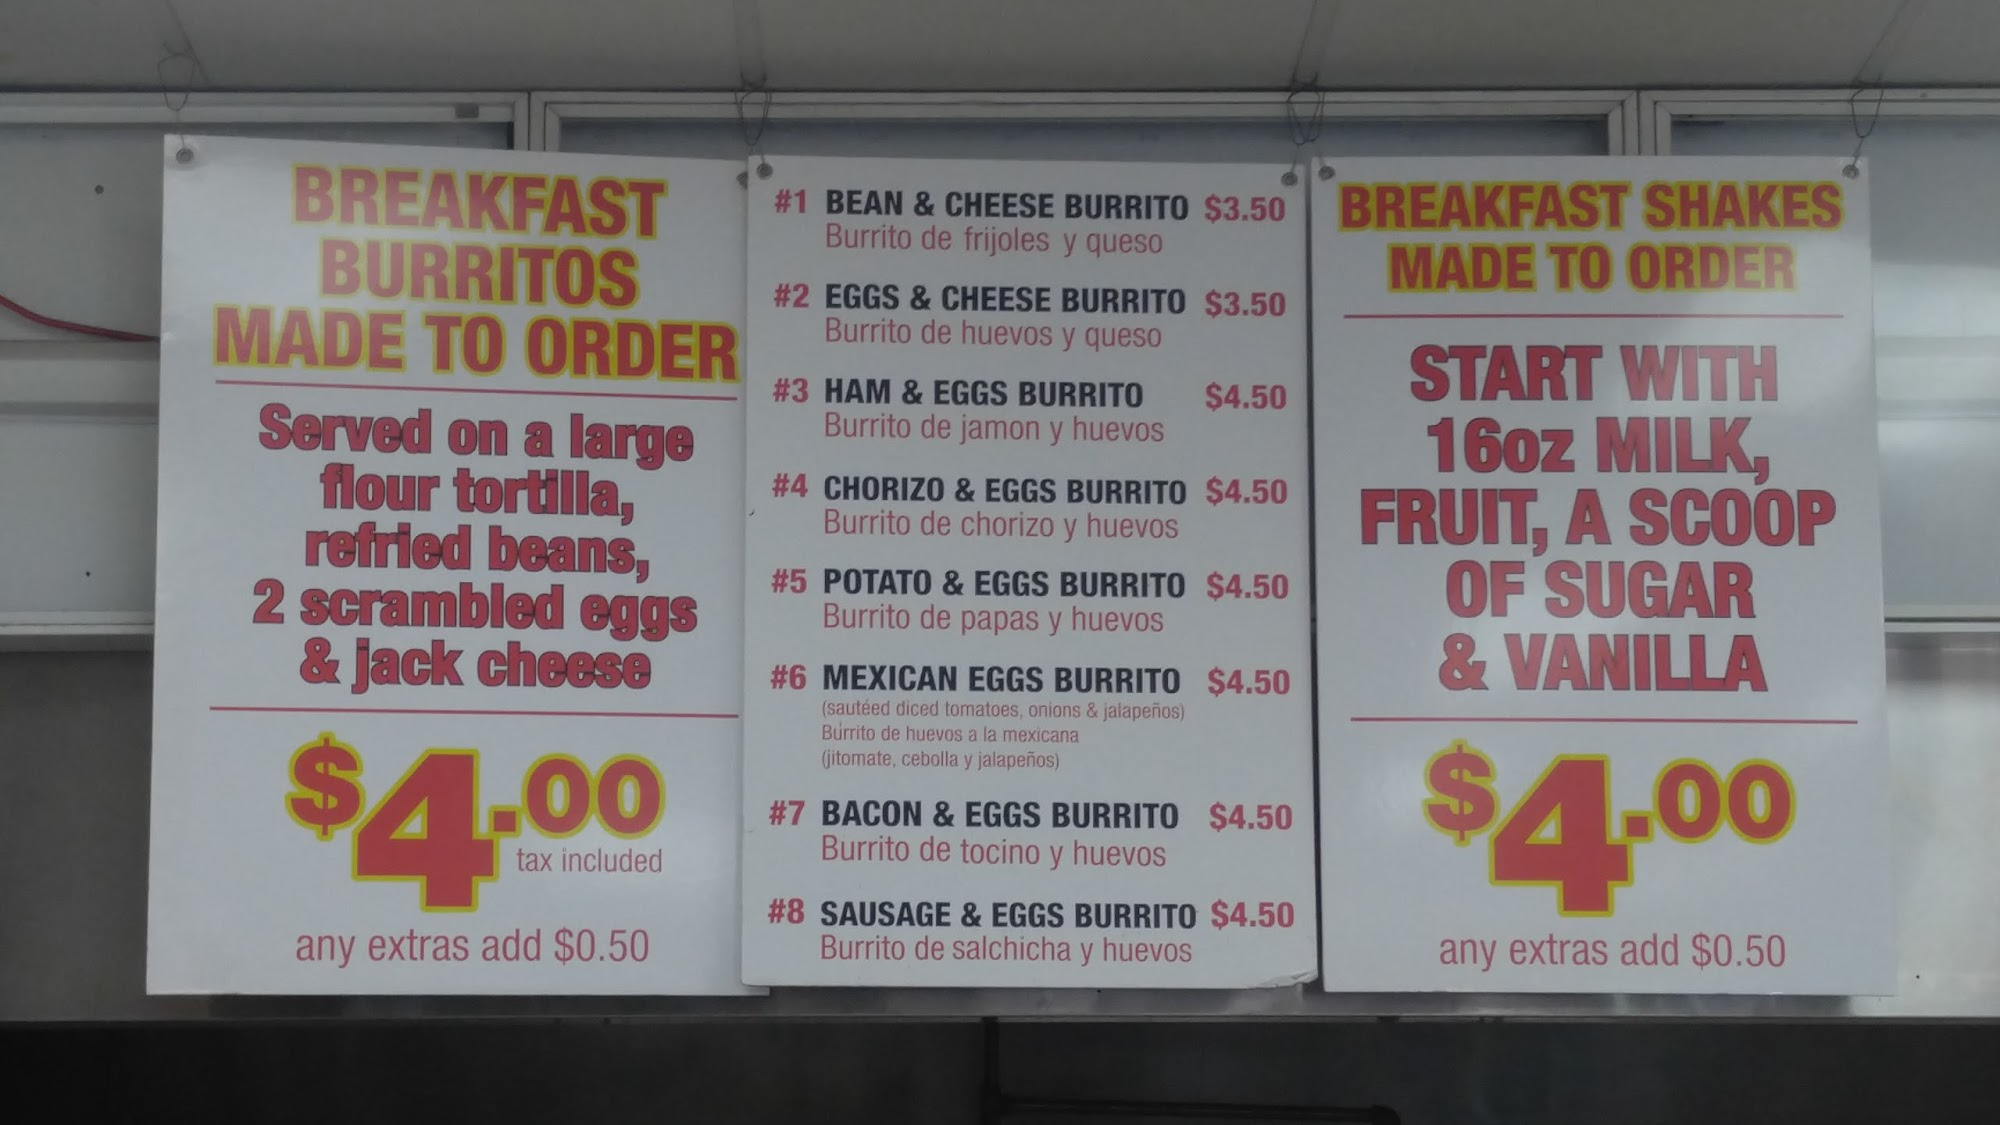 BREAKFAST
BURRITOS
MADE TO ORDER
Served on a large
flour tortilla,
refried beans,
2 scrambled eggs
& jack cheese
$4.00
tax included
any extras add $0.50
#1 BEAN & CHEESE BURRITO $3.50
Burrito de frijoles y queso
#2 EGGS & CHEESE BURRITO $3.50
Burrito de huevos y queso
#3 HAM & EGGS BURRITO $4.50
Burrito de jamon y huevos
#4 CHORIZO & EGGS BURRITO $4.50
Burrito de chorizo y huevos
#5 POTATO & EGGS BURRITO $4.50
Burrito de papas y huevos
#6 MEXICAN EGGS BURRITO $4.50
(sautéed diced tomatoes, onions & jalapeños)
Burrito de huevos a la mexicana
(jitomate, cebolla y jalapeños)
#7 BACON & EGGS BURRITO $4.50
Burrito de tocino y huevos
#8 SAUSAGE & EGGS BURRITO $4.50
Burrito de salchicha y huevos
BREAKFAST SHAKES
MADE TO ORDER
START WITH
16oz MILK,
FRUIT, A SCOOP
OF SUGAR
& VANILLA
$4.00
any extras add $0.50